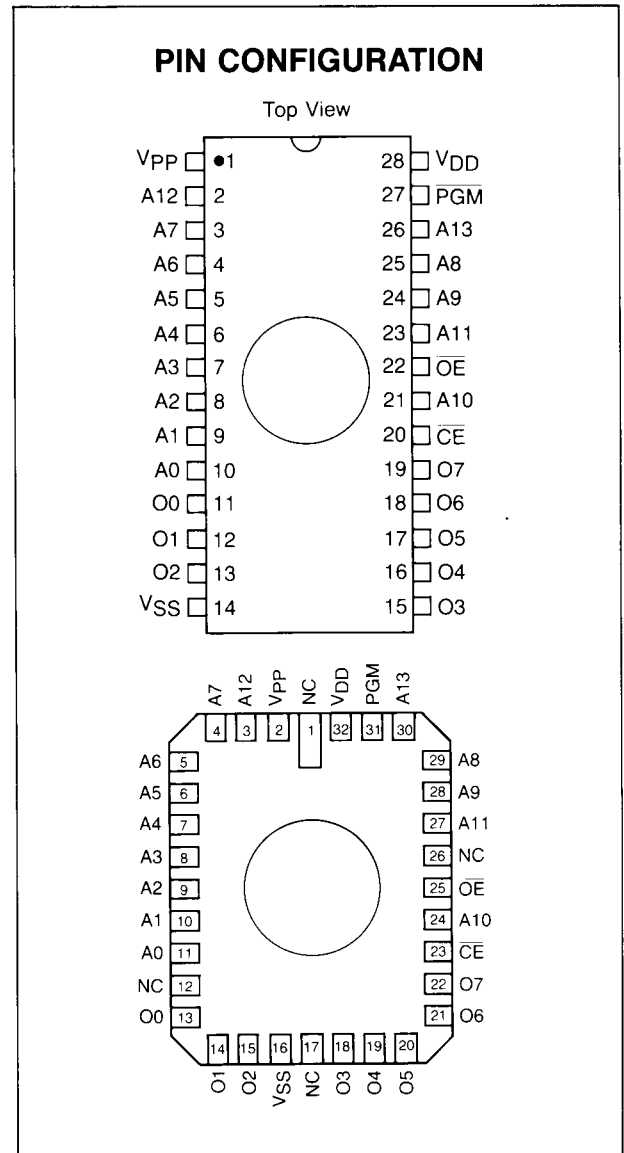 PIN CONFIGURATION
Top View
VPP 1 28 VDD
A12 2 27 PGM
A7 3 26 A13
A6 4 25 A8
A5 5 24 A9
A4 6 23 A11
A3 7 22 OE
A2 8 21 A10
A1 9 20 CE
A0 10 19 O7
O0 11 18 O6
O1 12 17 O5
O2 13 16 O4
VSS 14 15 O3
A7 A12 VPP NC VDD PGM A13
4 3 2 1 32 31 30
A6 5 29 A8
A5 6 28 A9
A4 7 27 A11
A3 8 26 NC
A2 9 25 OE
A1 10 24 A10
A0 11 23 CE
NC 12 22 O7
O0 13 21 O6
14 15 16 17 18 19 20
O1 O2 VSS NC O3 O4 O5